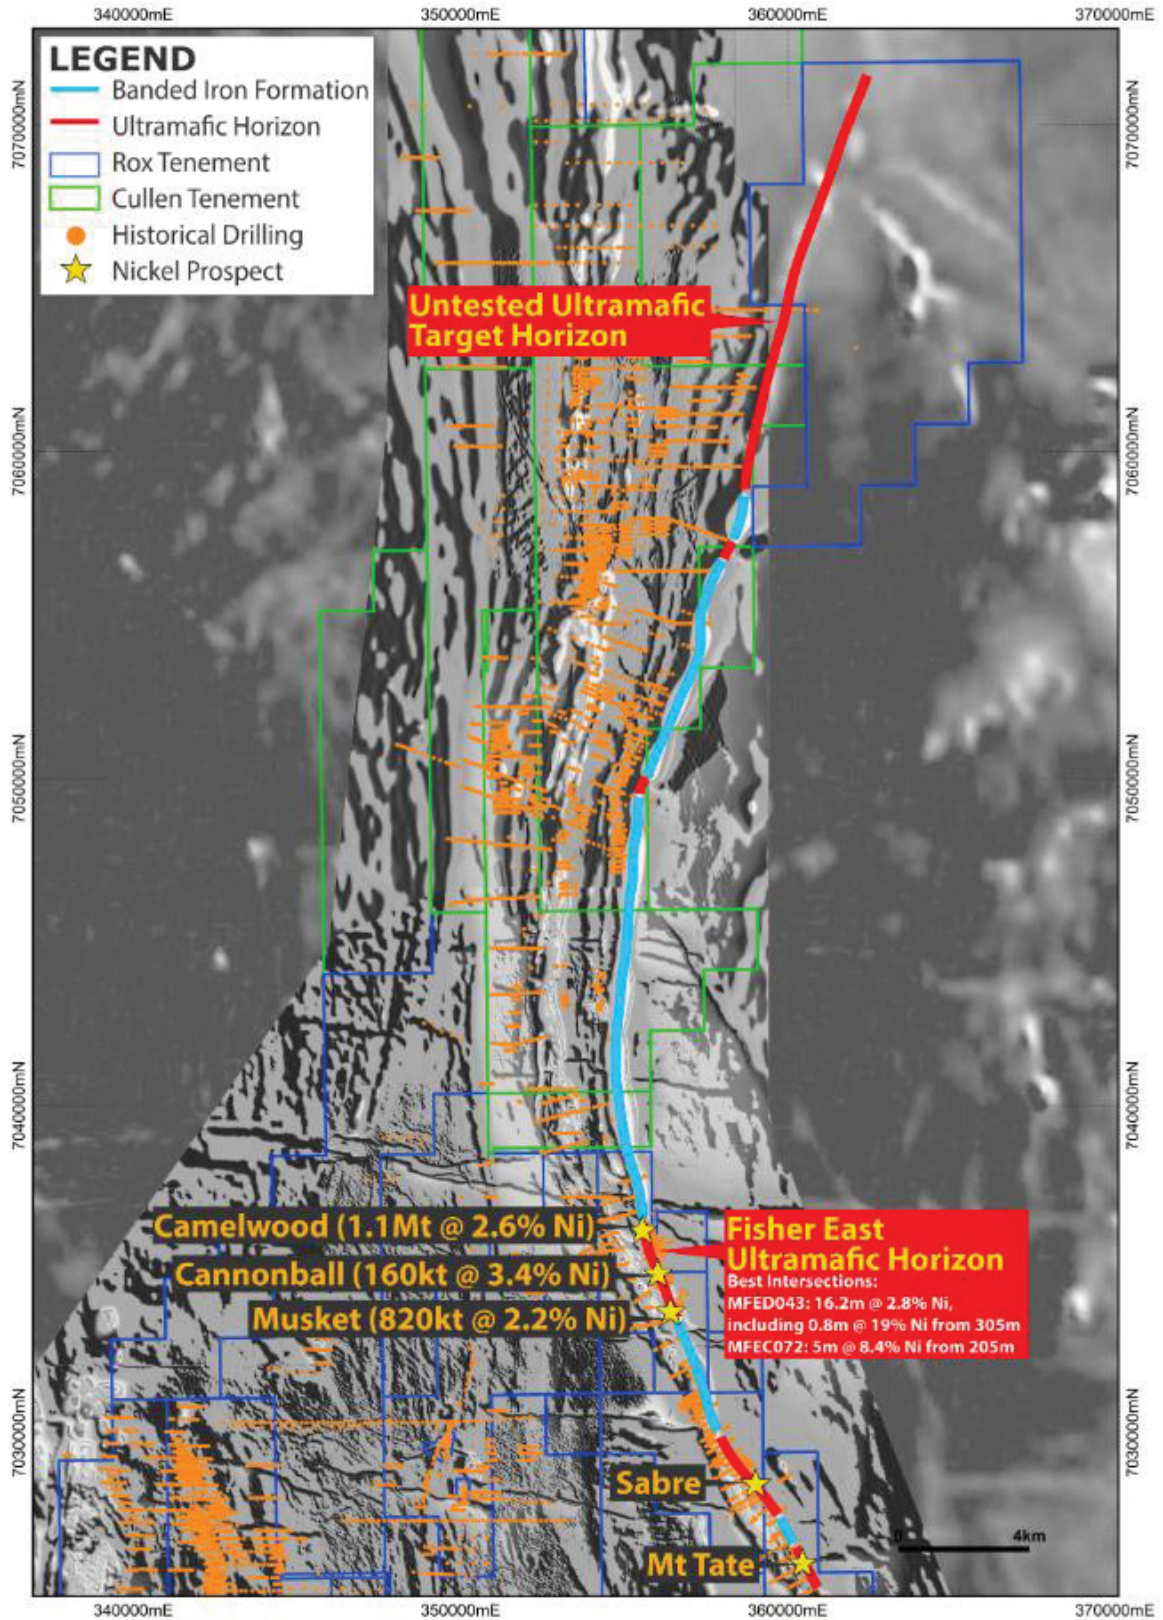 340000mE
350000mE
360000mE
370000mE
LEGEND
Banded Iron Formation
Ultramafic Horizon
Rox Tenement
Cullen Tenement
Historical Drilling
Nickel Prospect
7070000mN
7070000mN
Untested Ultramafic
Target Horizon
7060000mN
7060000mN
7050000mN
7050000mN
7040000mN
7040000mN
Camelwood (1.1Mt @ 2.6% Ni)
Cannonball (160kt @ 3.4% Ni)
Musket (820kt @ 2.2% Ni)
Fisher East
Ultramafic Horizon
Best Intersections:
MFED043: 16.2m @ 2.8% Ni,
including 0.8m @ 19% Ni from 305m
MFEC072: 5m @ 8.4% Ni from 205m
7030000mN
7030000mN
Sabre
0 4km
Mt Tate
340000mE
350000mE
360000mE
370000mE